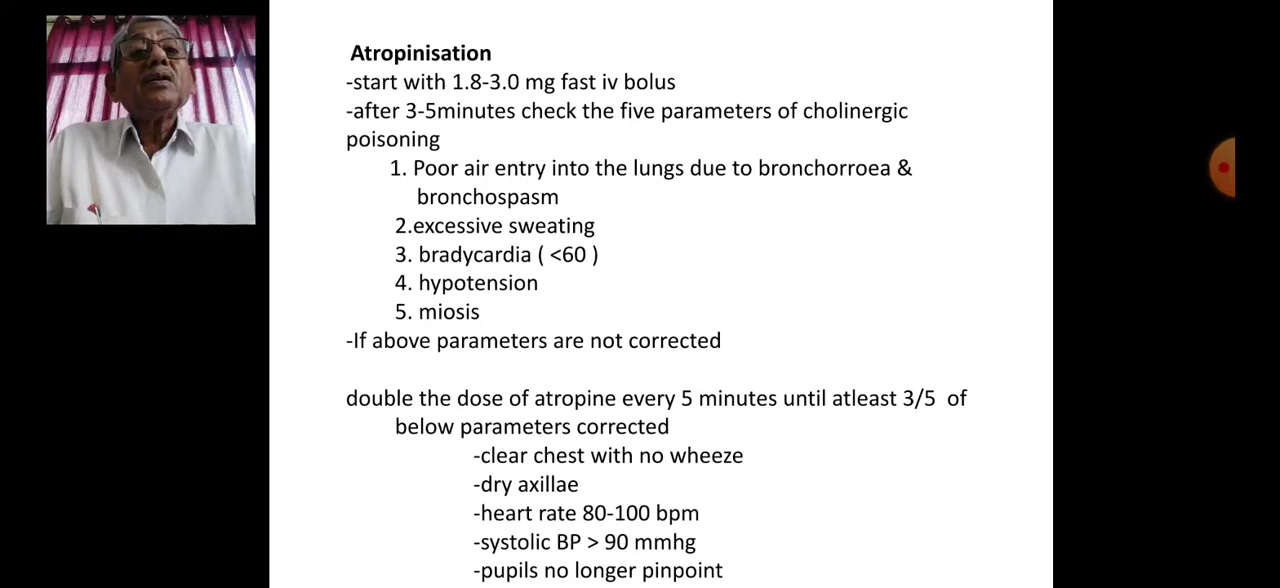 Atropinisation
-start with 1.8-3.0 mg fast iv bolus
-after 3-5minutes check the five parameters of cholinergic
poisoning
1. Poor air entry into the lungs due to bronchorroea &
bronchospasm
2.excessive sweating
3. bradycardia ( <60 )
4. hypotension
5. miosis
-If above parameters are not corrected
double the dose of atropine every 5 minutes until atleast 3/5 of
below parameters corrected
-clear chest with no wheeze
-dry axillae
-heart rate 80-100 bpm
-systolic BP > 90 mmhg
-pupils no longer pinpoint